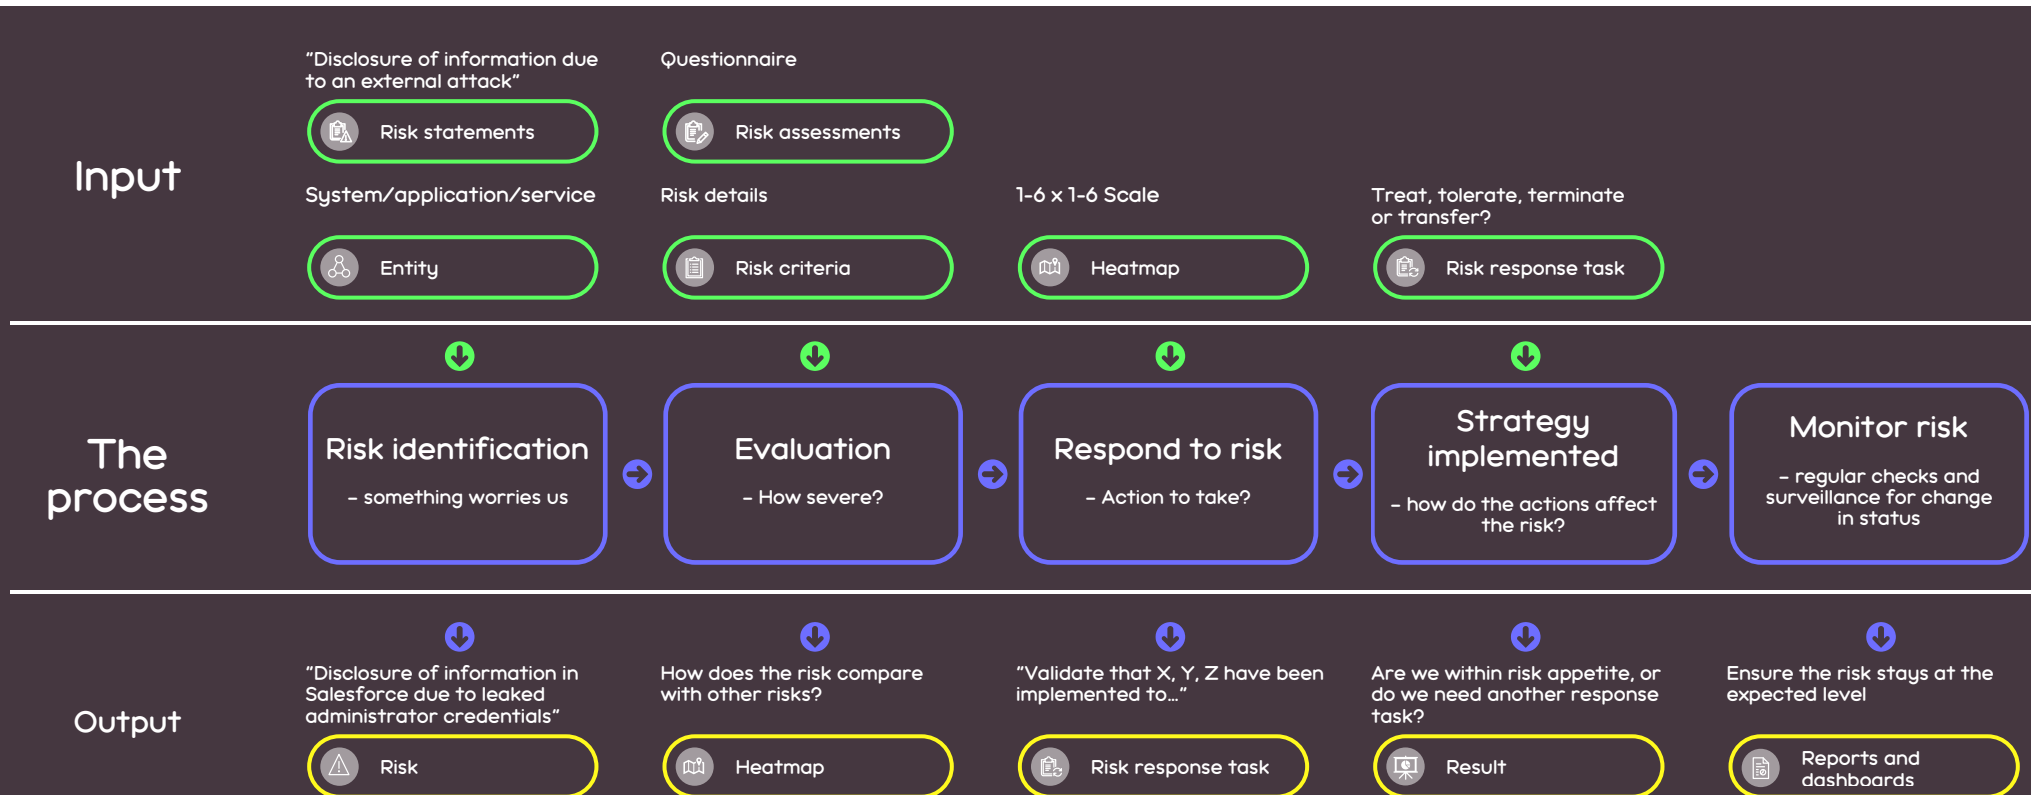 Input
“Disclosure of information due
to an external attack“
Risk statements
System/application/service
Entity
Questionnaire
Risk assessments
Risk details
Risk criteria
1-6 x 1-6 Scale
Heatmap
Treat, tolerate, terminate
or transfer?
Risk response task
The
process
Risk identification
- something worries us
Evaluation
- How severe?
Respond to risk
- Action to take?
Strategy
implemented
- how do the actions affect
the risk?
Monitor risk
- regular checks and
surveillance for change
in status
Output
“Disclosure of information in
Salesforce due to leaked
administrator credentials“
Risk
How does the risk compare
with other risks?
Heatmap
“Validate that X, Y, Z have been
implemented to...“
Risk response task
Are we within risk appetite, or
do we need another response
task?
Result
Ensure the risk stays at the
expected level
Reports and
dashboards